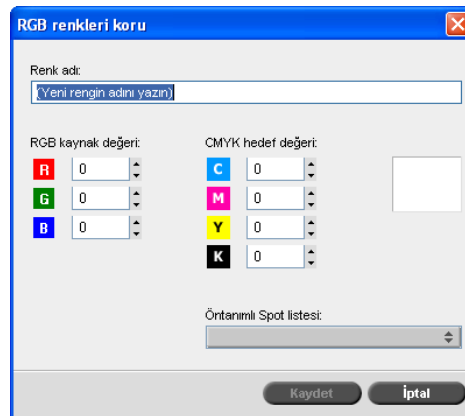 RGB renkleri koru
Renk adı:
(Yeni rengin adını yazın)
RGB kaynak değeri:
CMYK hedef değeri:
R 0
C 0
G 0
M 0
B 0
Y 0
K 0
Öntanımlı Spot listesi:
Kaydet
İptal